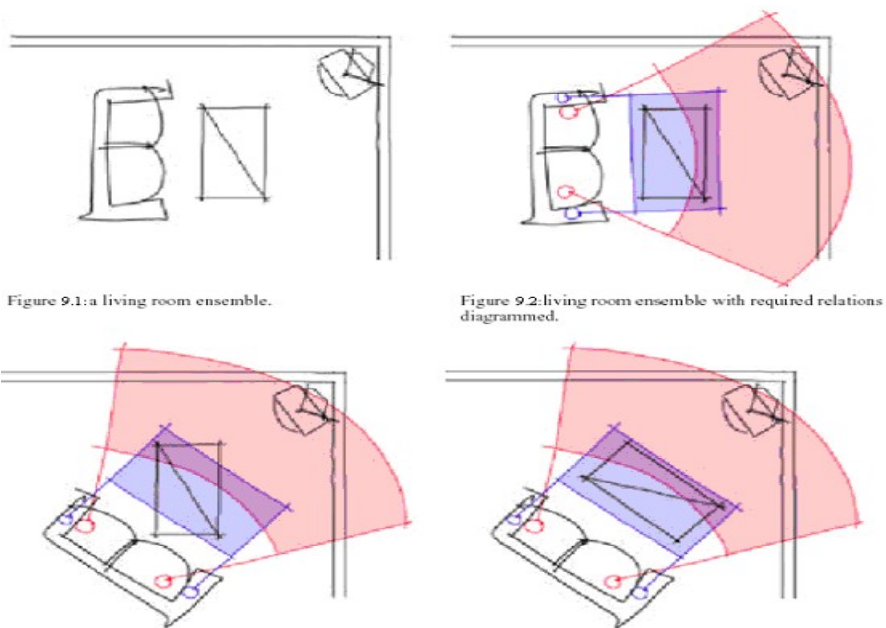 Figure 9.1: a living room ensemble.
Figure 9.2: living room ensemble with required relations
diagrammed.